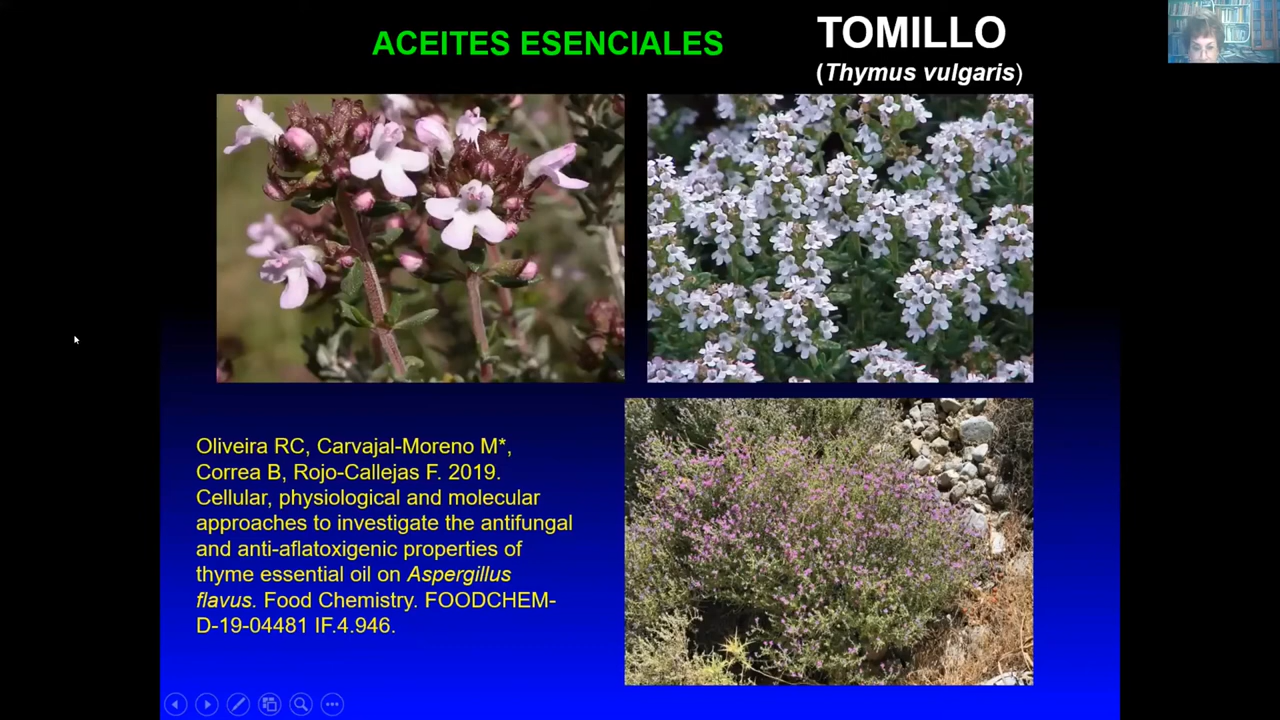 ACEITES ESENCIALES
TOMILLO
(Thymus vulgaris)
Oliveira RC, Carvajal-Moreno M*,
Correa B, Rojo-Callejas F. 2019.
Cellular, physiological and molecular
approaches to investigate the antifungal
and anti-aflatoxigenic properties of
thyme essential oil on Aspergillus
flavus. Food Chemistry. FOODCHEM-
D-19-04481 IF.4.946.